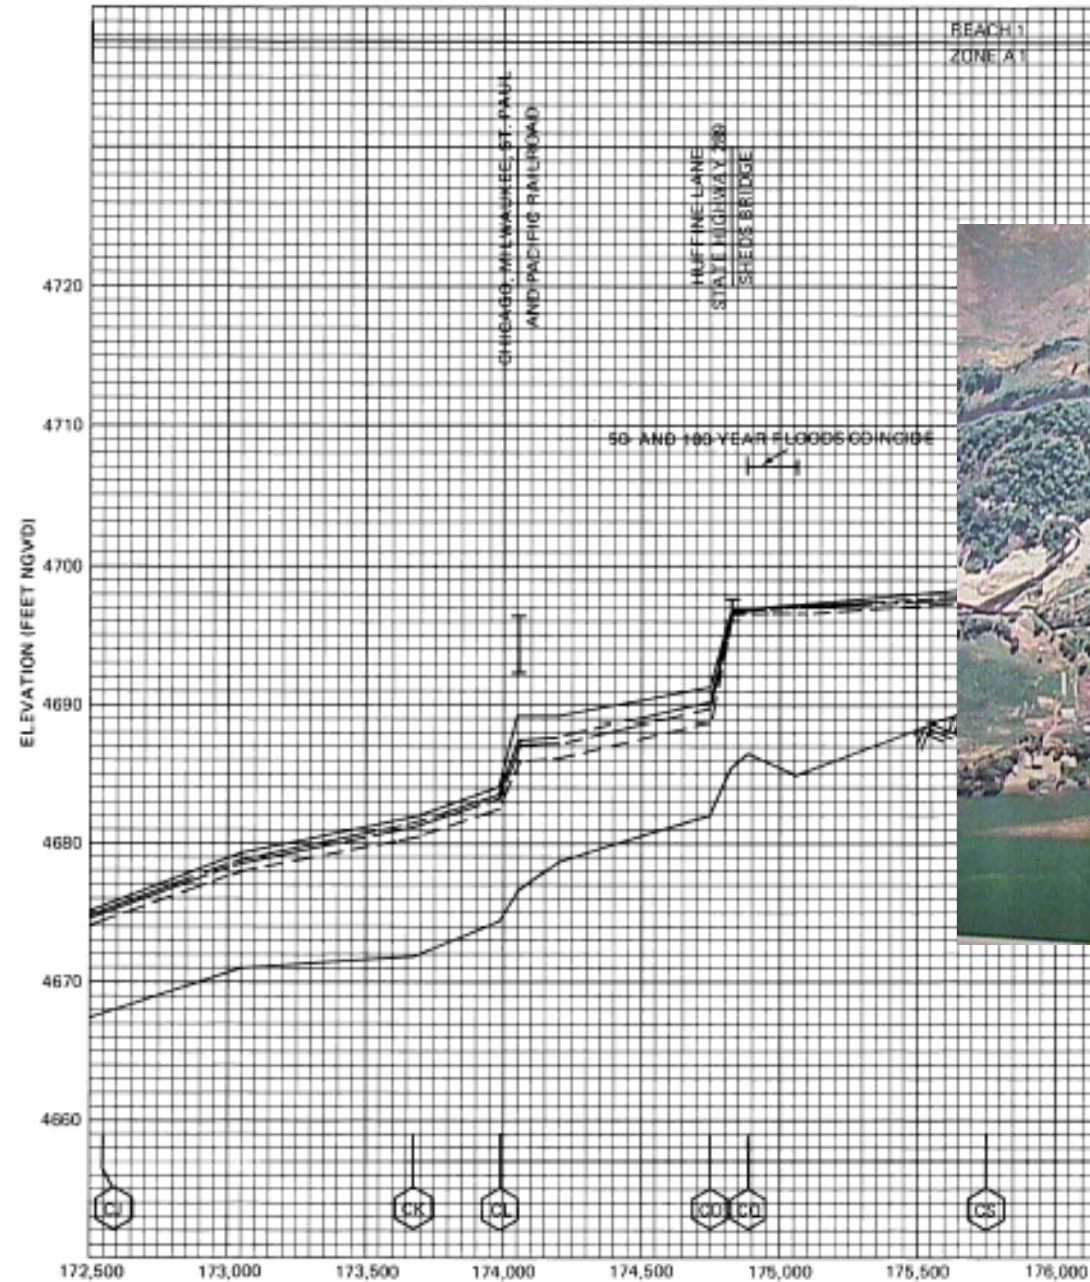 REACH 1
ZONE A1
CHICAGO, MILWAUKEE, ST. PAUL
AND PACIFIC RAILROAD
HUFFINE LANE
STATE HIGHWAY 289
SHEDS BRIDGE
50- AND 100-YEAR FLOODS COINCIDE
ELEVATION (FEET NGVD)
4720
4710
4700
4690
4680
4670
4660
CJ
CK
CL
CO
CQ
CS
172,500
173,000
173,500
174,000
174,500
175,000
175,500
176,000